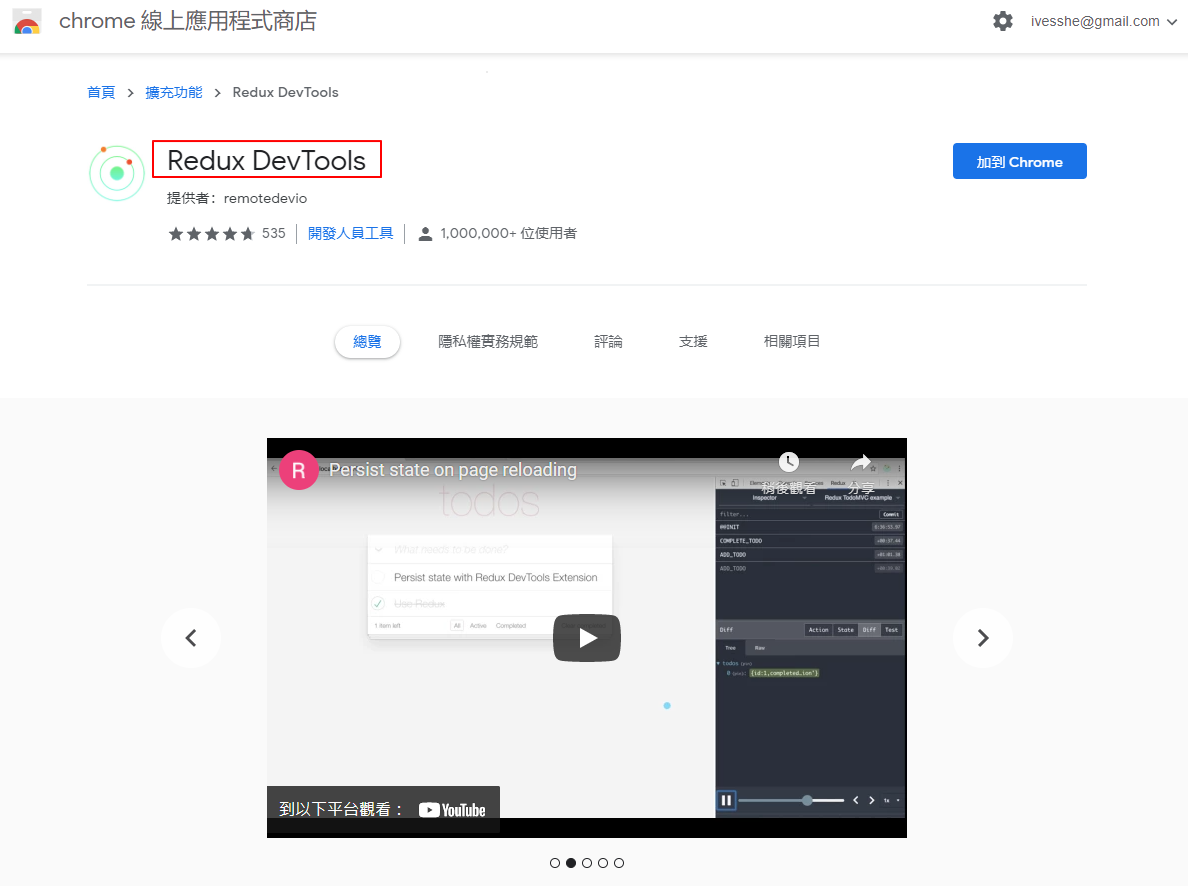 chrome 線上應用程式商店
ivesshe@gmail.com
首頁 > 擴充功能 > Redux DevTools
Redux DevTools
加到 Chrome
提供者: remotedevio
535 開發人員工具 1,000,000+ 位使用者
總覽 隱私權實務規範 評論 支援 相關項目
R Persist state on page reloading
稍後觀看 分享
todos
Inspector Redux TodoMVC example
filter... Commit
@@INIT
COMPLETE_TODO
ADD_TODO
ADD_TODO
What needs to be done?
Persist state with Redux DevTools Extension
Use Redux
1 item left All Active Completed
Diff Action State Diff Test
Tree Raw
todos
1x
到以下平台觀看: YouTube